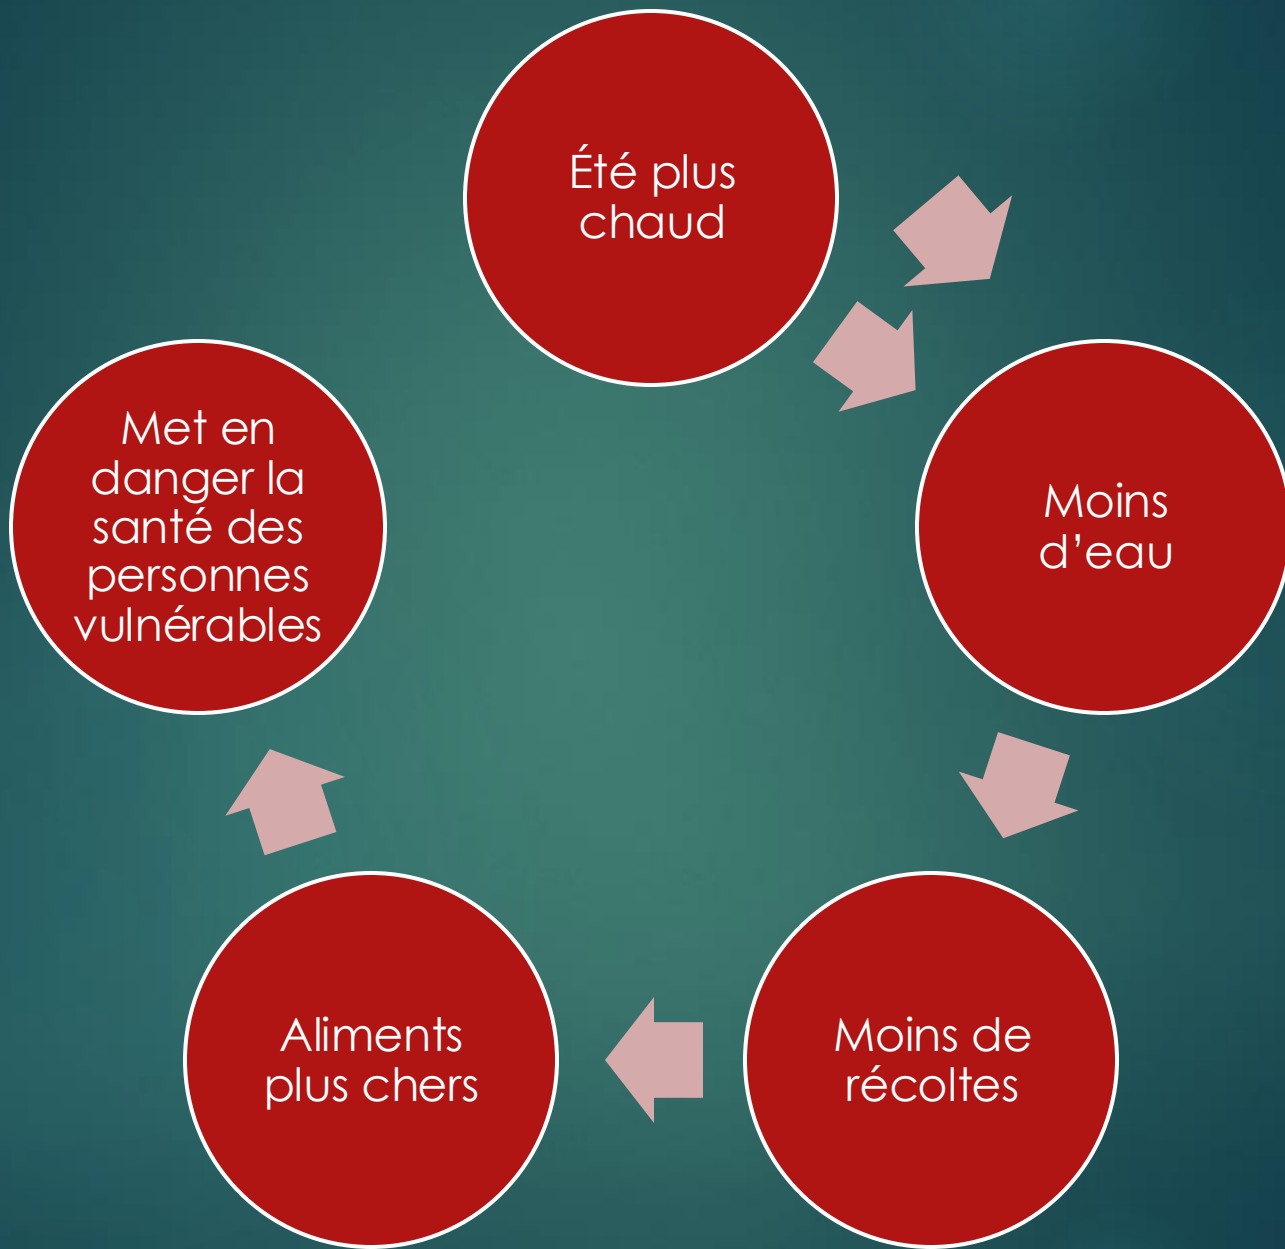 Été plus
chaud
Moins
d’eau
Moins de
récoltes
Aliments
plus chers
Met en
danger la
santé des
personnes
vulnérables